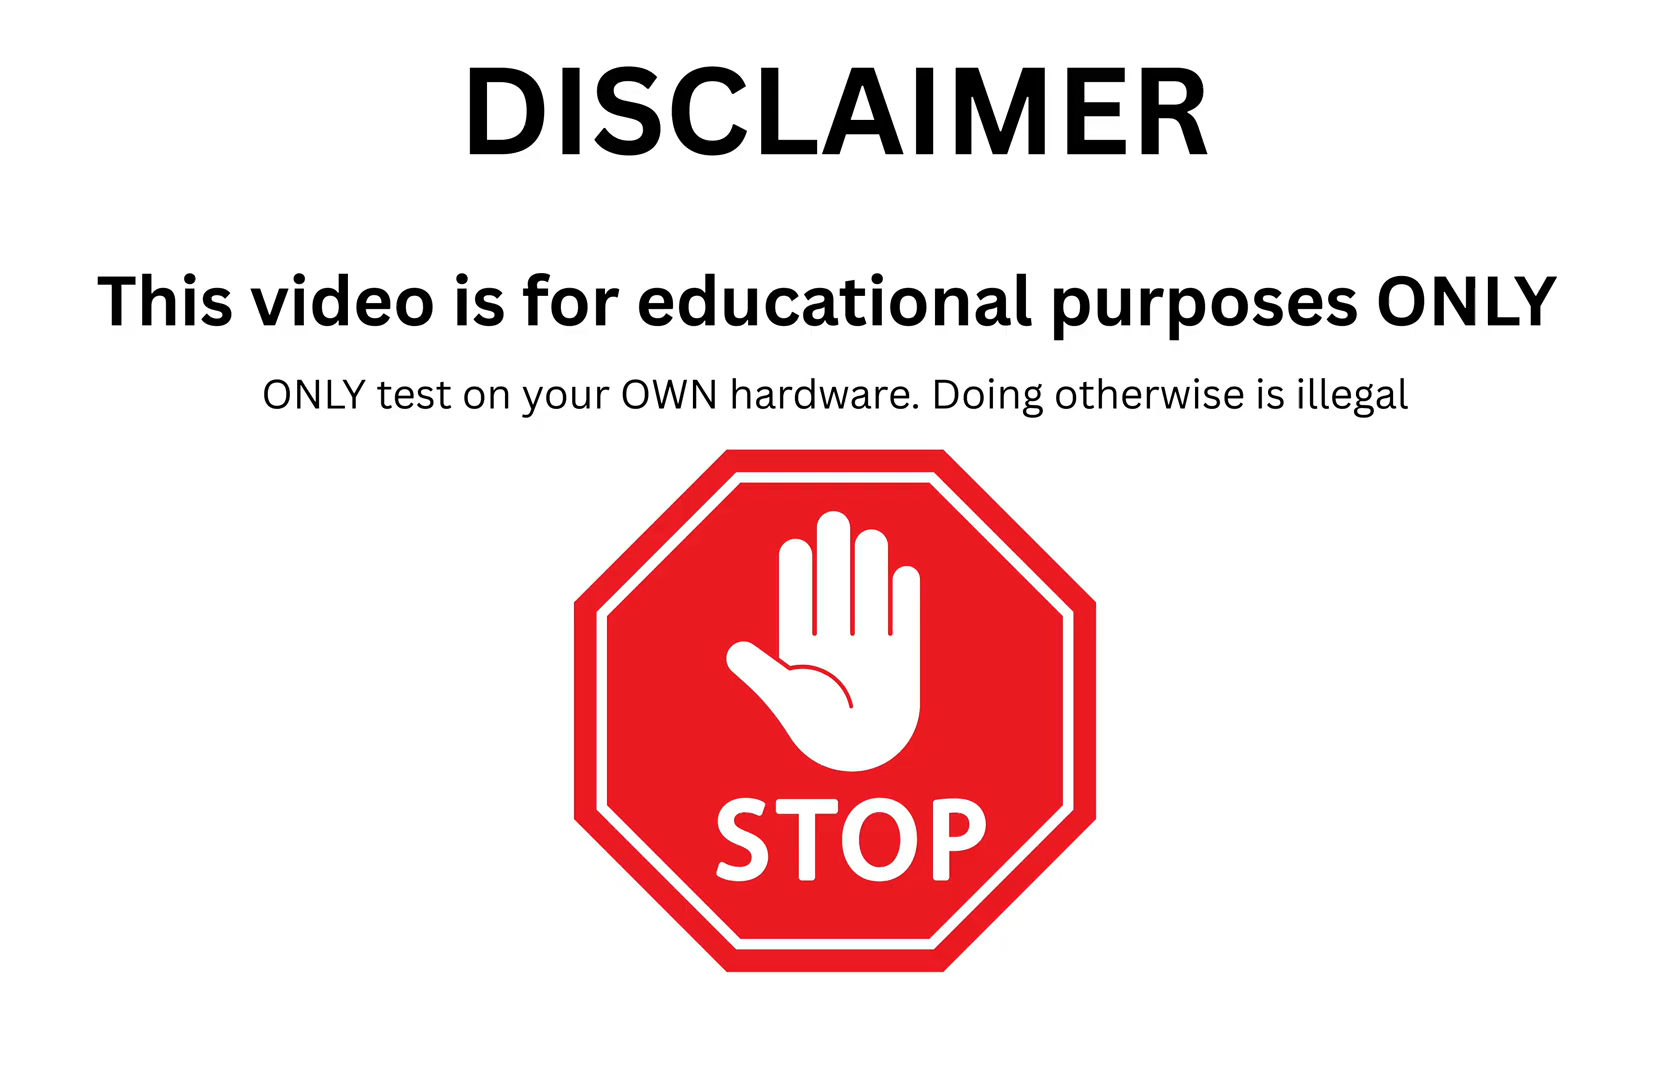 DISCLAIMER
This video is for educational purposes ONLY
ONLY test on your OWN hardware. Doing otherwise is illegal
STOP